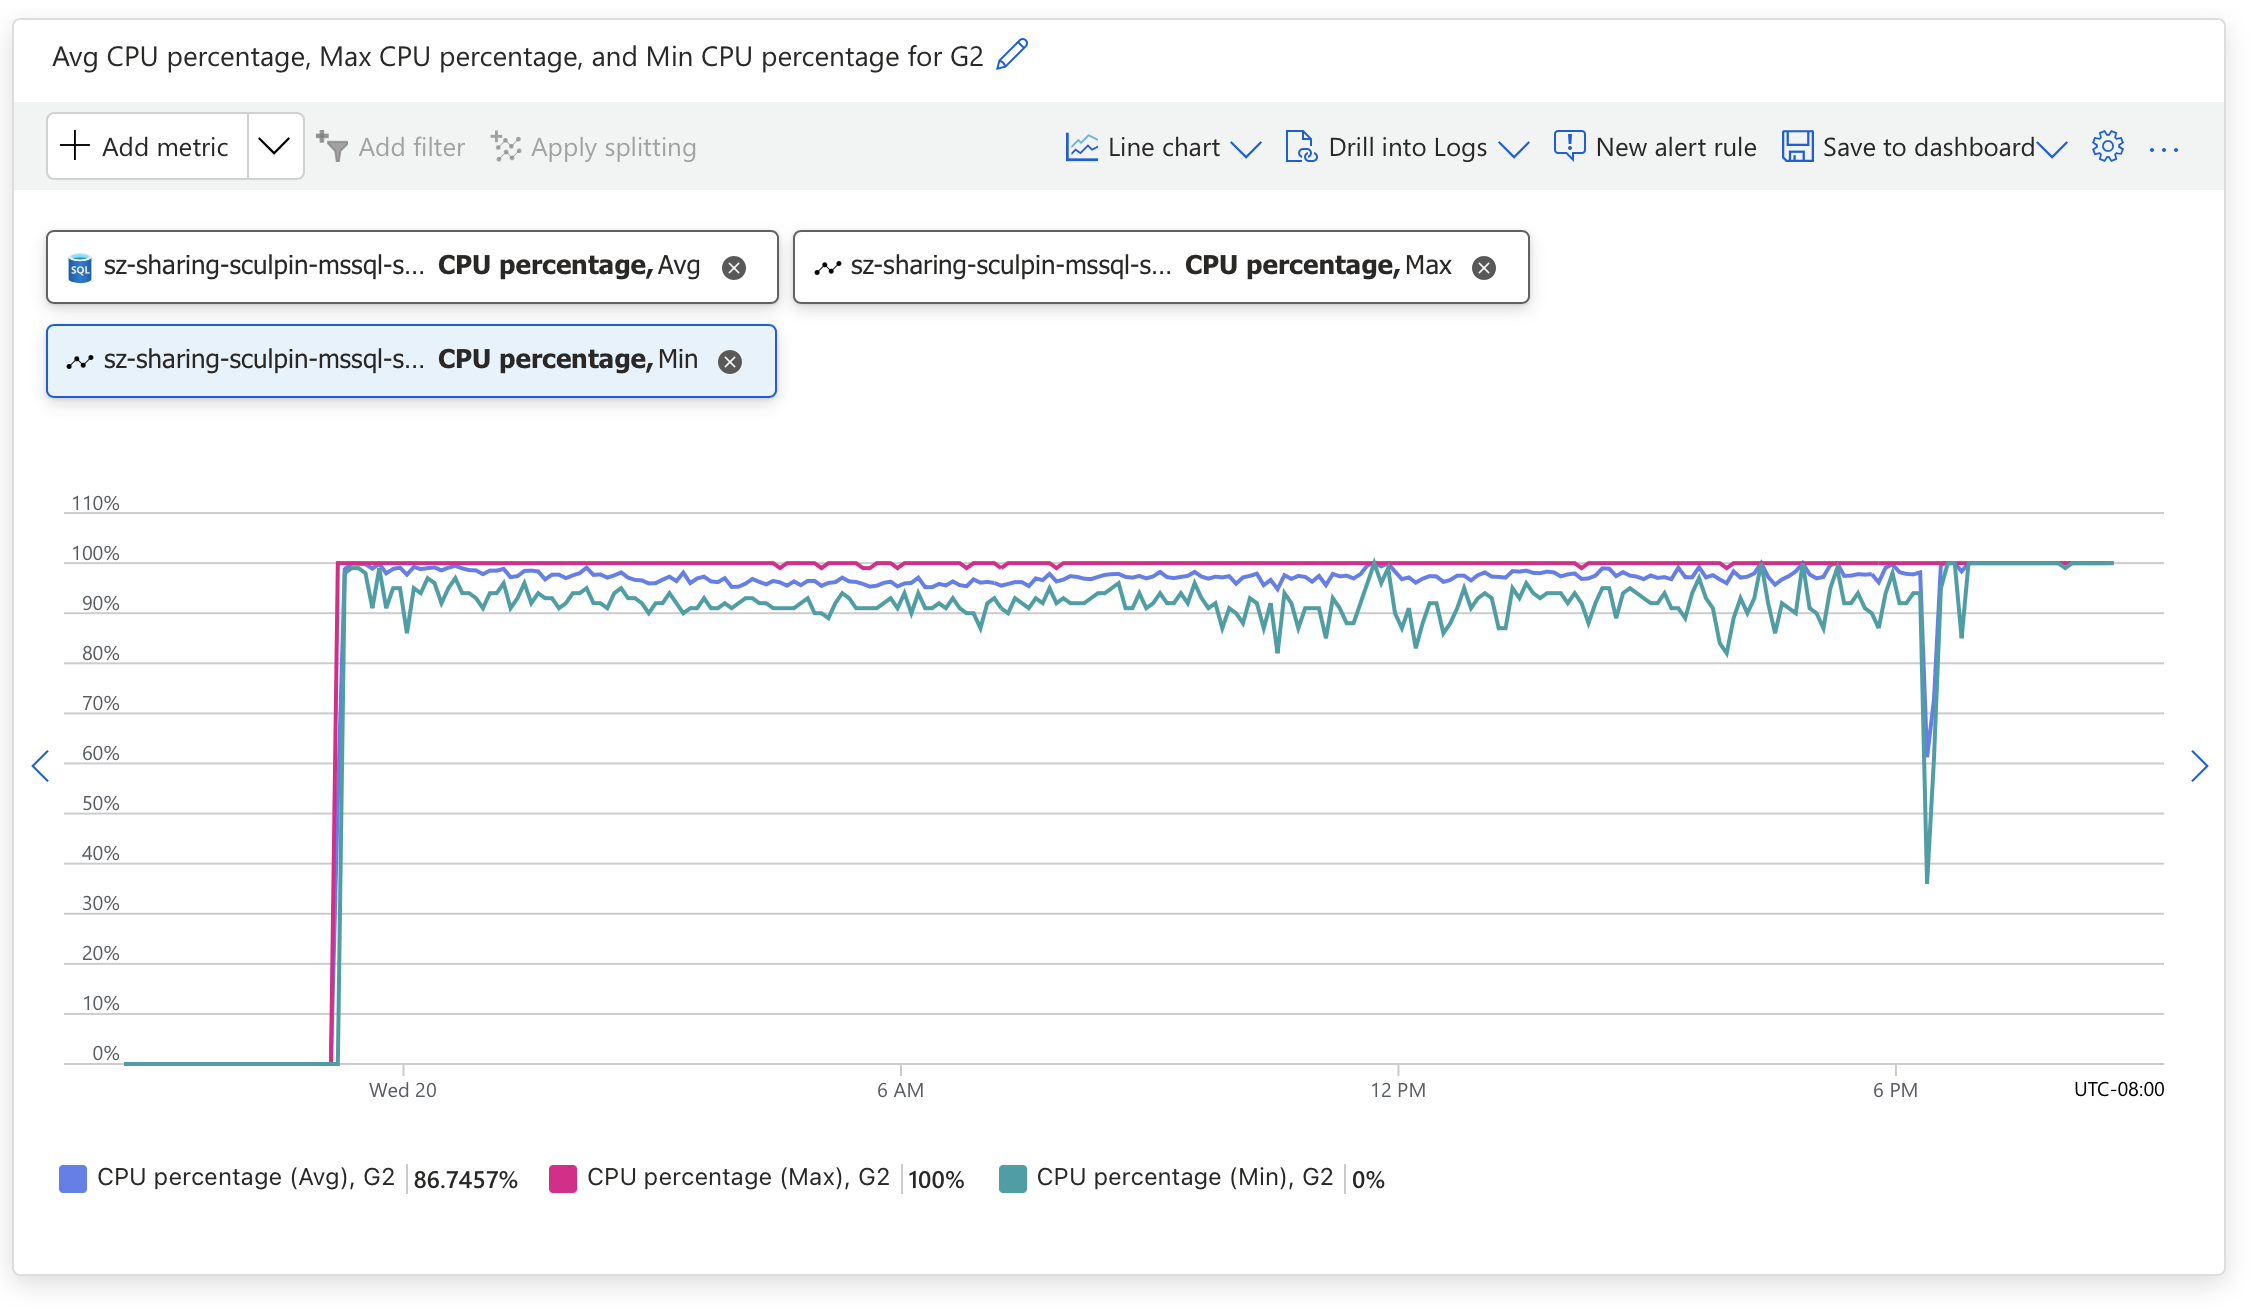 Avg CPU percentage, Max CPU percentage, and Min CPU percentage for G2
Add metric Add filter Apply splitting Line chart Drill into Logs New alert rule Save to dashboard ...
SQL sz-sharing-sculpin-mssql-s... CPU percentage, Avg sz-sharing-sculpin-mssql-s... CPU percentage, Max
sz-sharing-sculpin-mssql-s... CPU percentage, Min
110%
100%
90%
80%
70%
60%
50%
40%
30%
20%
10%
0%
Wed 20 6 AM 12 PM 6 PM UTC-08:00
CPU percentage (Avg), G2 86.7457% CPU percentage (Max), G2 100% CPU percentage (Min), G2 0%